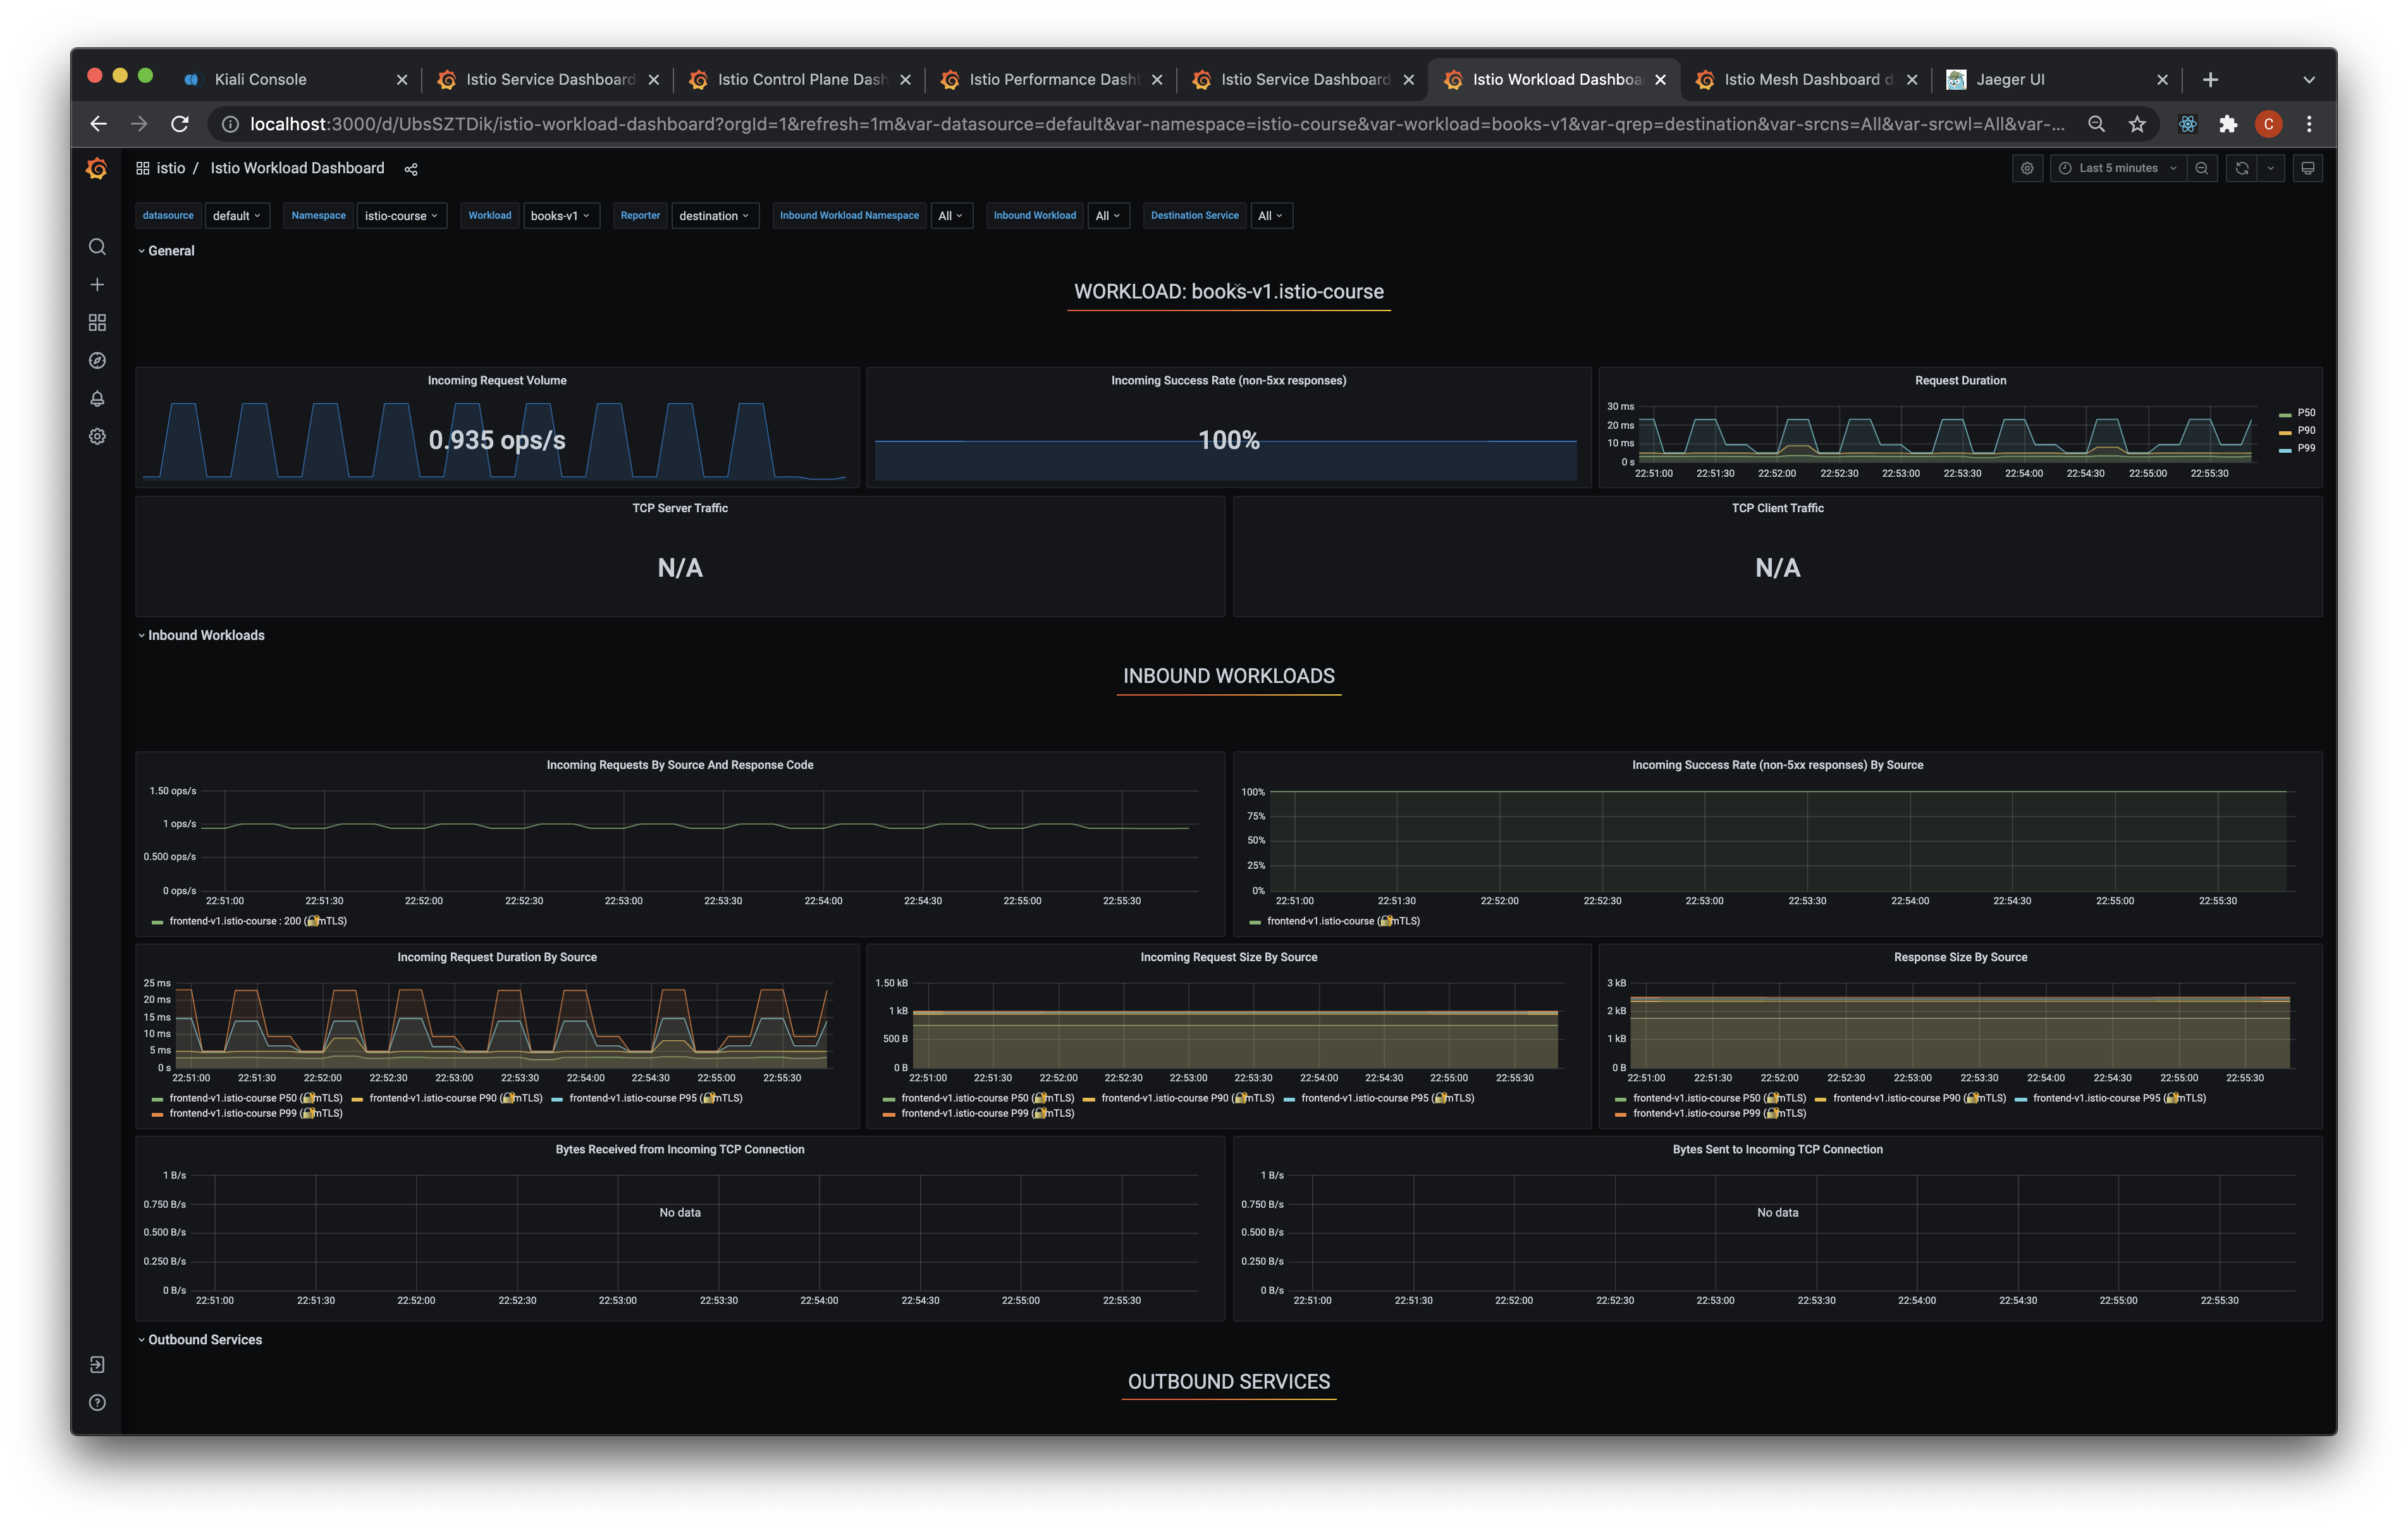 Kiali Console
Istio Service Dashboard
Istio Control Plane Dash
Istio Performance Dash
Istio Service Dashboard
Istio Workload Dashboa
Istio Mesh Dashboard d
Jaeger UI
localhost:3000/d/UbsSZTDik/istio-workload-dashboard?orgId=1&refresh=1m&var-datasource=default&var-namespace=istio-course&var-workload=books-v1&var-qrep=destination&var-srcns=All&var-srcwl=All&var-...
C
istio / Istio Workload Dashboard
Last 5 minutes
datasource default Namespace istio-course Workload books-v1 Reporter destination Inbound Workload Namespace All Inbound Workload All Destination Service All
General
WORKLOAD: books-v1.istio-course
Incoming Request Volume
0.935 ops/s
Incoming Success Rate (non-5xx responses)
100%
Request Duration
30 ms
20 ms
10 ms
0 s
22:51:00 22:51:30 22:52:00 22:52:30 22:53:00 22:53:30 22:54:00 22:54:30 22:55:00 22:55:30
P50
P90
P99
TCP Server Traffic
N/A
TCP Client Traffic
N/A
Inbound Workloads
INBOUND WORKLOADS
Incoming Requests By Source And Response Code
1.50 ops/s
1 ops/s
0.500 ops/s
0 ops/s
22:51:00 22:51:30 22:52:00 22:52:30 22:53:00 22:53:30 22:54:00 22:54:30 22:55:00 22:55:30
frontend-v1.istio-course : 200 (🔐mTLS)
Incoming Success Rate (non-5xx responses) By Source
100%
75%
50%
25%
0%
22:51:00 22:51:30 22:52:00 22:52:30 22:53:00 22:53:30 22:54:00 22:54:30 22:55:00 22:55:30
frontend-v1.istio-course (🔐mTLS)
Incoming Request Duration By Source
25 ms
20 ms
15 ms
10 ms
5 ms
0 s
22:51:00 22:51:30 22:52:00 22:52:30 22:53:00 22:53:30 22:54:00 22:54:30 22:55:00 22:55:30
frontend-v1.istio-course P50 (🔐mTLS) frontend-v1.istio-course P90 (🔐mTLS) frontend-v1.istio-course P95 (🔐mTLS)
frontend-v1.istio-course P99 (🔐mTLS)
Incoming Request Size By Source
1.50 kB
1 kB
500 B
0 B
22:51:00 22:51:30 22:52:00 22:52:30 22:53:00 22:53:30 22:54:00 22:54:30 22:55:00 22:55:30
frontend-v1.istio-course P50 (🔐mTLS) frontend-v1.istio-course P90 (🔐mTLS) frontend-v1.istio-course P95 (🔐mTLS)
frontend-v1.istio-course P99 (🔐mTLS)
Response Size By Source
3 kB
2 kB
1 kB
0 B
22:51:00 22:51:30 22:52:00 22:52:30 22:53:00 22:53:30 22:54:00 22:54:30 22:55:00 22:55:30
frontend-v1.istio-course P50 (🔐mTLS) frontend-v1.istio-course P90 (🔐mTLS) frontend-v1.istio-course P95 (🔐mTLS)
frontend-v1.istio-course P99 (🔐mTLS)
Bytes Received from Incoming TCP Connection
1 B/s
0.750 B/s
0.500 B/s
0.250 B/s
0 B/s
No data
22:51:00 22:51:30 22:52:00 22:52:30 22:53:00 22:53:30 22:54:00 22:54:30 22:55:00 22:55:30
Bytes Sent to Incoming TCP Connection
1 B/s
0.750 B/s
0.500 B/s
0.250 B/s
0 B/s
No data
22:51:00 22:51:30 22:52:00 22:52:30 22:53:00 22:53:30 22:54:00 22:54:30 22:55:00 22:55:30
Outbound Services
OUTBOUND SERVICES